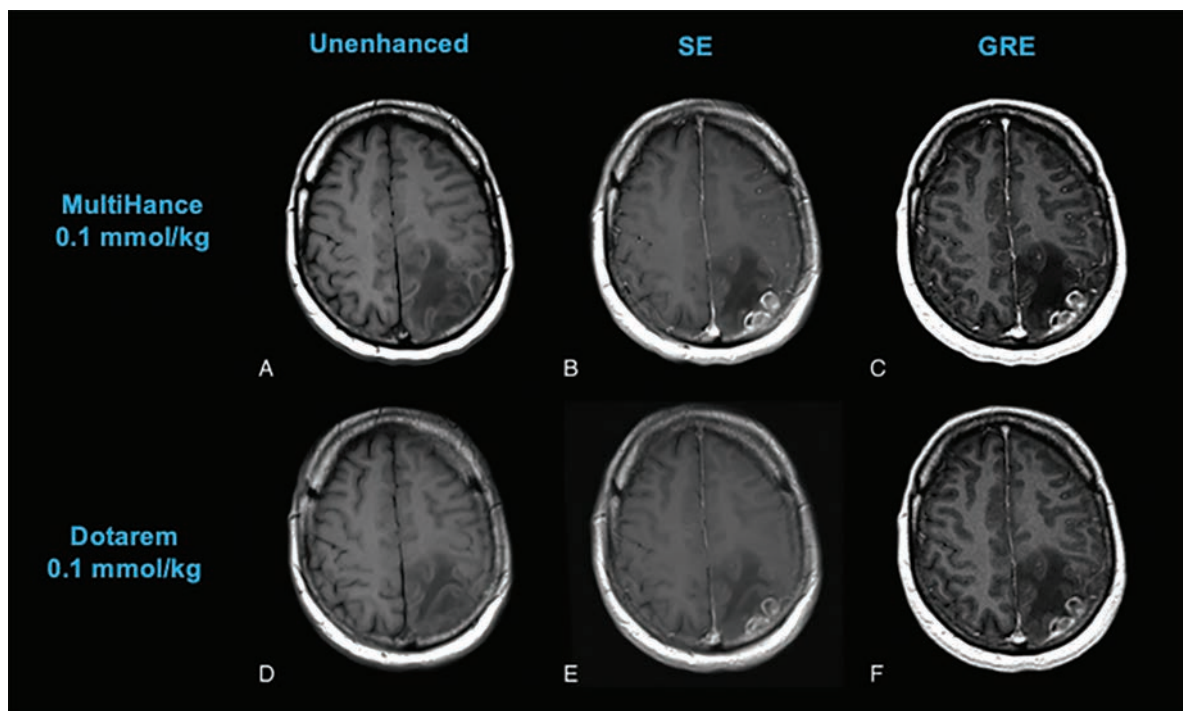 Unenhanced
SE
GRE
MultiHance
0.1 mmol/kg
A
B
C
Dotarem
0.1 mmol/kg
D
E
F